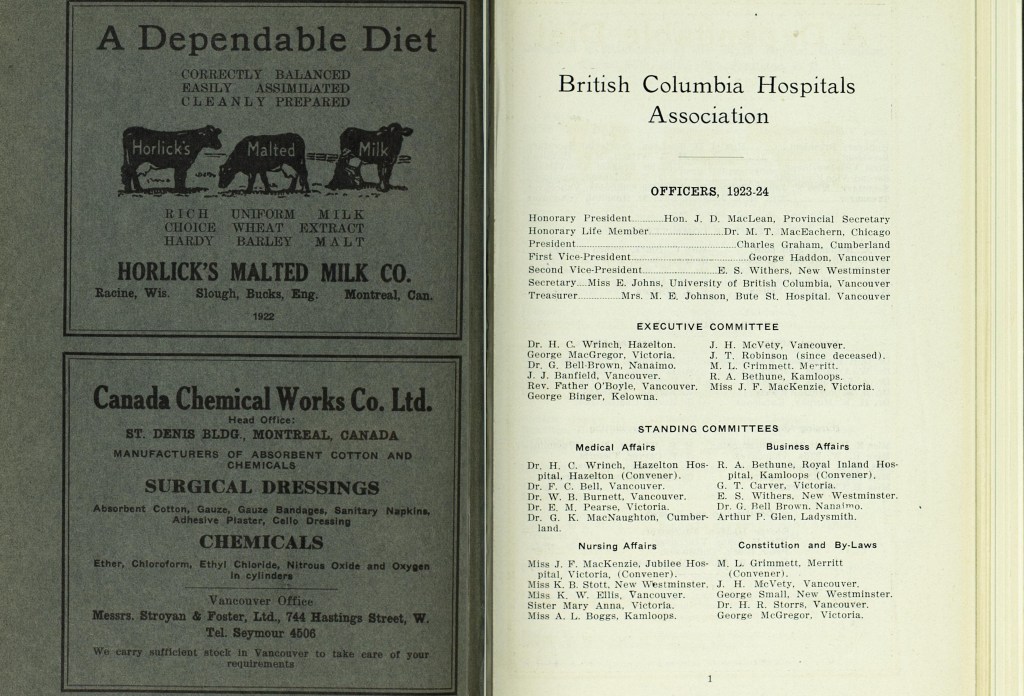 A Dependable Diet
CORRECTLY BALANCED
EASILY ASSIMILATED
CLEANLY PREPARED
Horlick's Malted Milk
RICH UNIFORM MILK
CHOICE WHEAT EXTRACT
HARDY BARLEY MALT
HORLICK'S MALTED MILK CO.
Racine, Wis. Slough, Bucks, Eng. Montreal, Can.
1922
Canada Chemical Works Co. Ltd.
Head Office:
ST. DENIS BLDG., MONTREAL, CANADA
MANUFACTURERS OF ABSORBENT COTTON AND
CHEMICALS
SURGICAL DRESSINGS
Absorbent Cotton, Gauze, Gauze Bandages, Sanitary Napkins,
Adhesive Plaster, Cello Dressing
CHEMICALS
Ether, Chloroform, Ethyl Chloride, Nitrous Oxide and Oxygen
in cylinders
Vancouver Office
Messrs. Stroyan & Foster, Ltd., 744 Hastings Street, W.
Tel. Seymour 4506
We carry sufficient stock in Vancouver to take care of your
requirements
British Columbia Hospitals
Association
OFFICERS, 1923-24
Honorary President..........Hon. J. D. MacLean, Provincial Secretary
Honorary Life Member......................Dr. M. T. MacEachern, Chicago
President................................................Charles Graham, Cumberland
First Vice-President...................................George Haddon, Vancouver
Second Vice-President......................E. S. Withers, New Westminster
Secretary....Miss E. Johns, University of British Columbia, Vancouver
Treasurer.............Mrs. M. E. Johnson, Bute St. Hospital. Vancouver
EXECUTIVE COMMITTEE
Dr. H. C. Wrinch, Hazelton.
George MacGregor, Victoria.
Dr. G. Bell-Brown, Nanaimo.
J. J. Banfield, Vancouver.
Rev. Father O'Boyle, Vancouver.
George Binger, Kelowna.
J. H. McVety, Vancouver.
J. T. Robinson (since deceased).
M. L. Grimmett. Merritt.
R. A. Bethune, Kamloops.
Miss J. F. MacKenzie, Victoria.
STANDING COMMITTEES
Medical Affairs
Dr. H. C. Wrinch, Hazelton Hos-
pital, Hazelton (Convener).
Dr. F. C. Bell, Vancouver.
Dr. W. B. Burnett, Vancouver.
Dr. E. M. Pearse, Victoria.
Dr. G. K. MacNaughton, Cumber-
land.
Business Affairs
R. A. Bethune, Royal Inland Hos-
pital, Kamloops (Convener).
G. T. Carver, Victoria.
E. S. Withers, New Westminster.
Dr. G. Bell Brown, Nanaimo.
Arthur P. Glen, Ladysmith.
Nursing Affairs
Miss J. F. MacKenzie, Jubilee Hos-
pital, Victoria, (Convener).
Miss K. B. Stott, New Westminster.
Miss K. W. Ellis, Vancouver.
Sister Mary Anna, Victoria.
Miss A. L. Boggs, Kamloops.
Constitution and By-Laws
M. L. Grimmett, Merritt
(Convener).
J. H. McVety, Vancouver.
George Small, New Westminster.
Dr. H. R. Storrs, Vancouver.
George McGregor, Victoria.
1